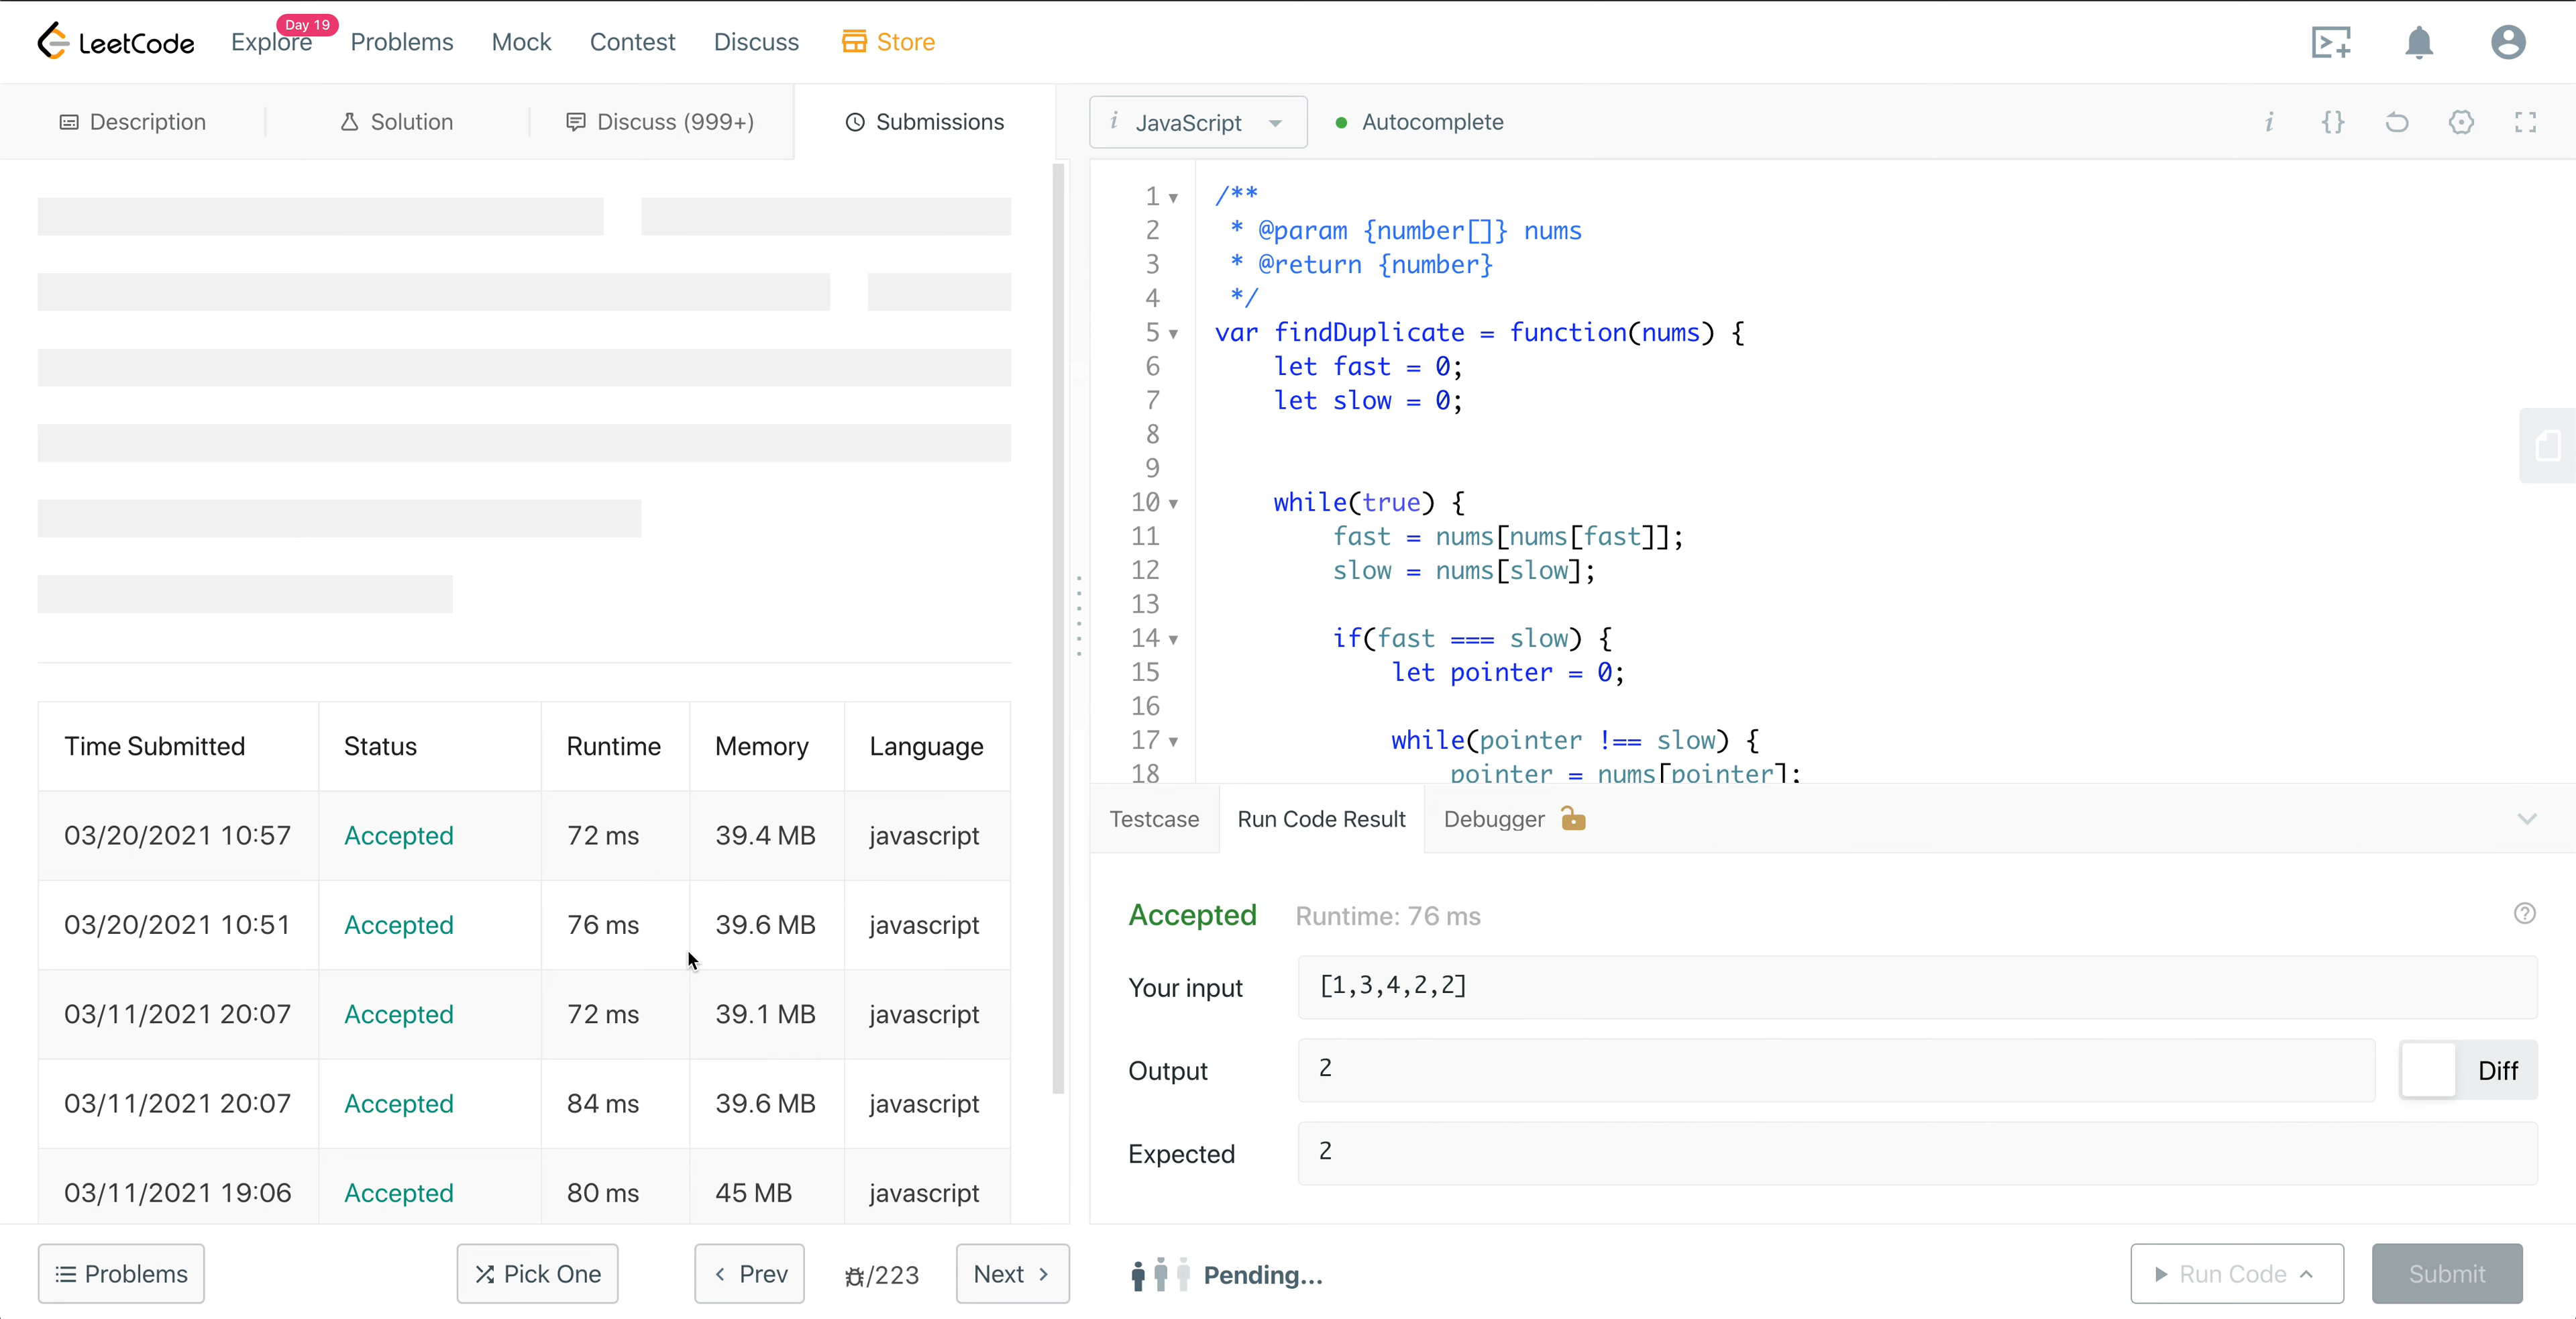 LeetCode
Explore
Day 19
Problems
Mock
Contest
Discuss
Store
Description
Solution
Discuss (999+)
Submissions
i JavaScript
Autocomplete
i {}
1 /**
2 * @param {number[]} nums
3 * @return {number}
4 */
5 var findDuplicate = function(nums) {
6 let fast = 0;
7 let slow = 0;
8
9
10 while(true) {
11 fast = nums[nums[fast]];
12 slow = nums[slow];
13
14 if(fast === slow) {
15 let pointer = 0;
16
17 while(pointer !== slow) {
18 pointer = nums[pointer];
Time Submitted Status Runtime Memory Language
03/20/2021 10:57 Accepted 72 ms 39.4 MB javascript
03/20/2021 10:51 Accepted 76 ms 39.6 MB javascript
03/11/2021 20:07 Accepted 72 ms 39.1 MB javascript
03/11/2021 20:07 Accepted 84 ms 39.6 MB javascript
03/11/2021 19:06 Accepted 80 ms 45 MB javascript
Testcase
Run Code Result
Debugger
Accepted Runtime: 76 ms
?
Your input [1,3,4,2,2]
Output 2
Diff
Expected 2
Problems
Pick One
Prev
/223
Next
Pending...
Run Code
Submit